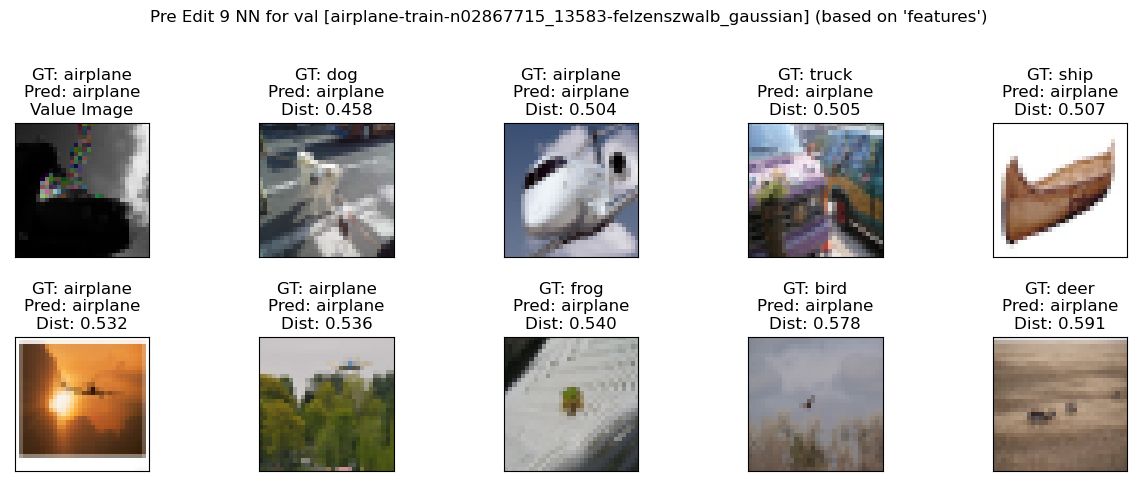 Pre Edit 9 NN for val [airplane-train-n02867715_13583-felzenszwalb_gaussian] (based on 'features')
GT: airplane
Pred: airplane
Value Image
GT: dog
Pred: airplane
Dist: 0.458
GT: airplane
Pred: airplane
Dist: 0.504
GT: truck
Pred: airplane
Dist: 0.505
GT: ship
Pred: airplane
Dist: 0.507
GT: airplane
Pred: airplane
Dist: 0.532
GT: airplane
Pred: airplane
Dist: 0.536
GT: frog
Pred: airplane
Dist: 0.540
GT: bird
Pred: airplane
Dist: 0.578
GT: deer
Pred: airplane
Dist: 0.591